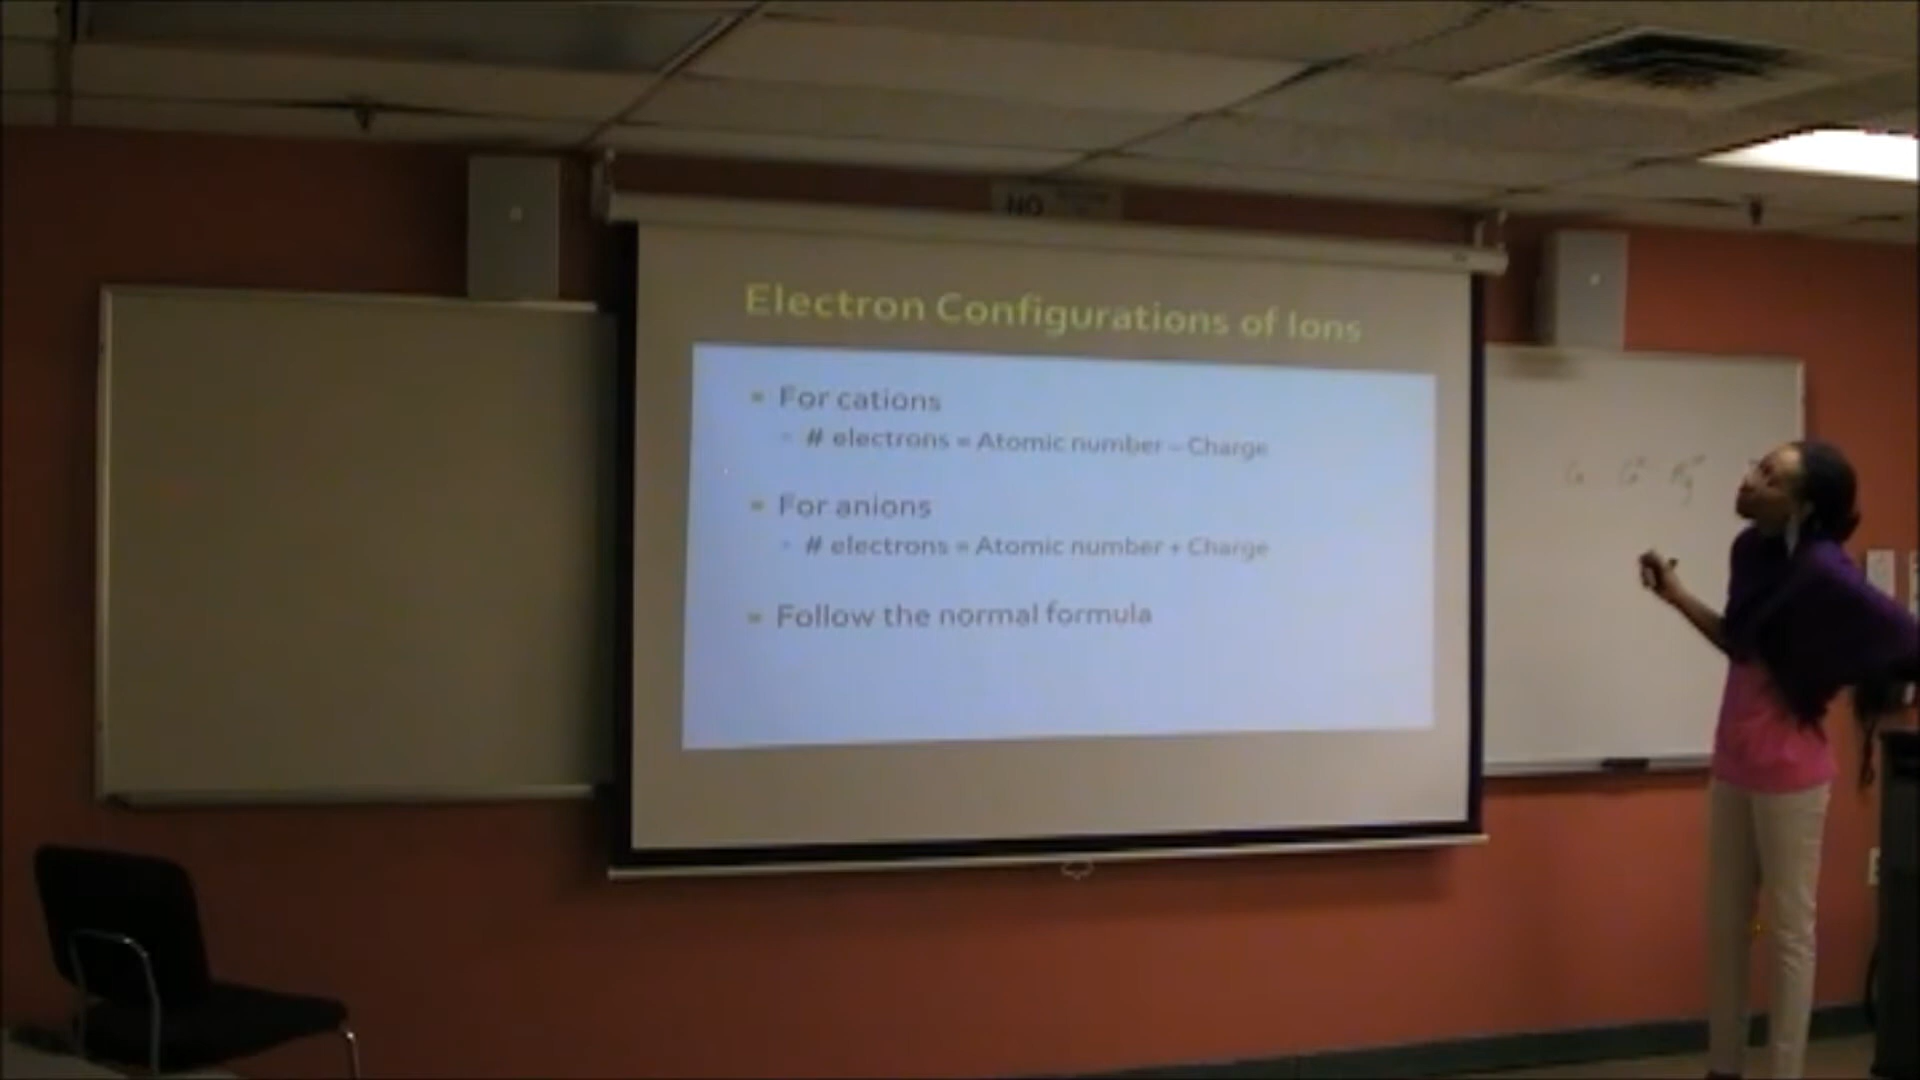 NO
Electron Configurations of Ions
For cations
# electrons = Atomic number – Charge
For anions
# electrons = Atomic number + Charge
Follow the normal formula